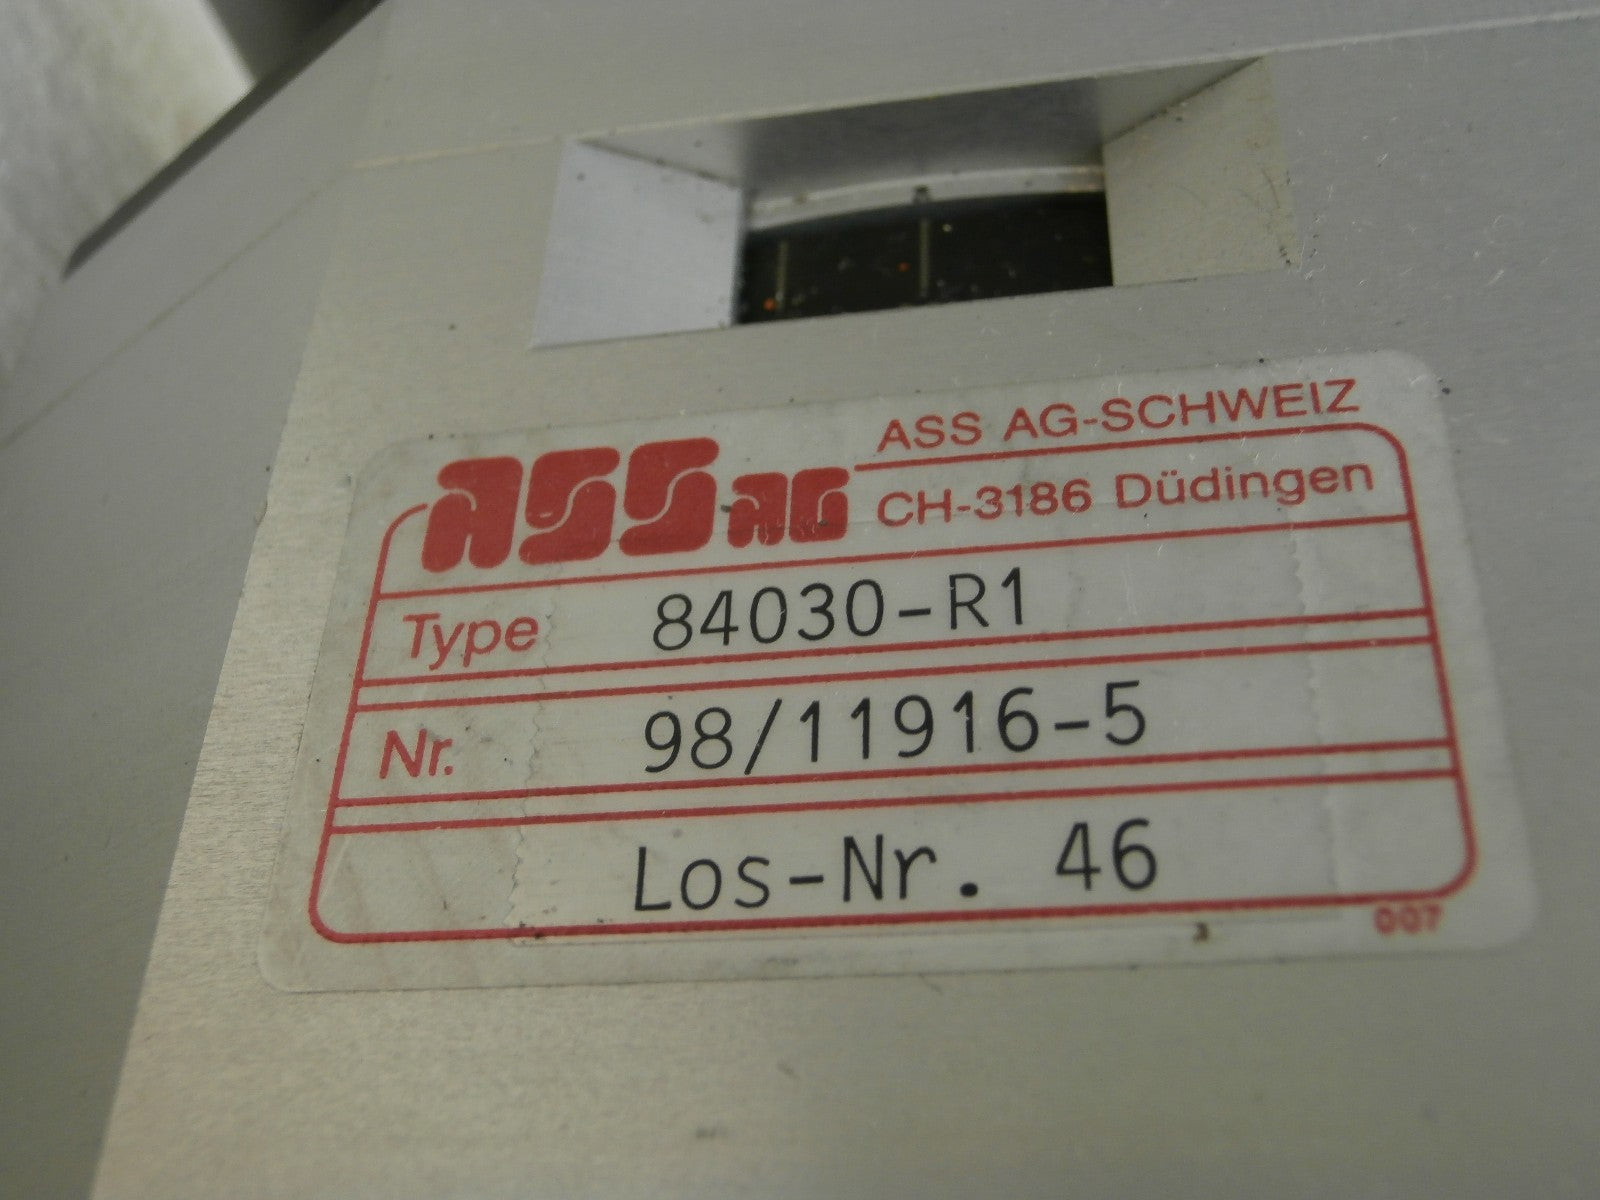 ASS AG
ASS AG-SCHWEIZ
CH-3186 Düdingen
Type 84030-R1
Nr. 98/11916-5
Los-Nr. 46
007